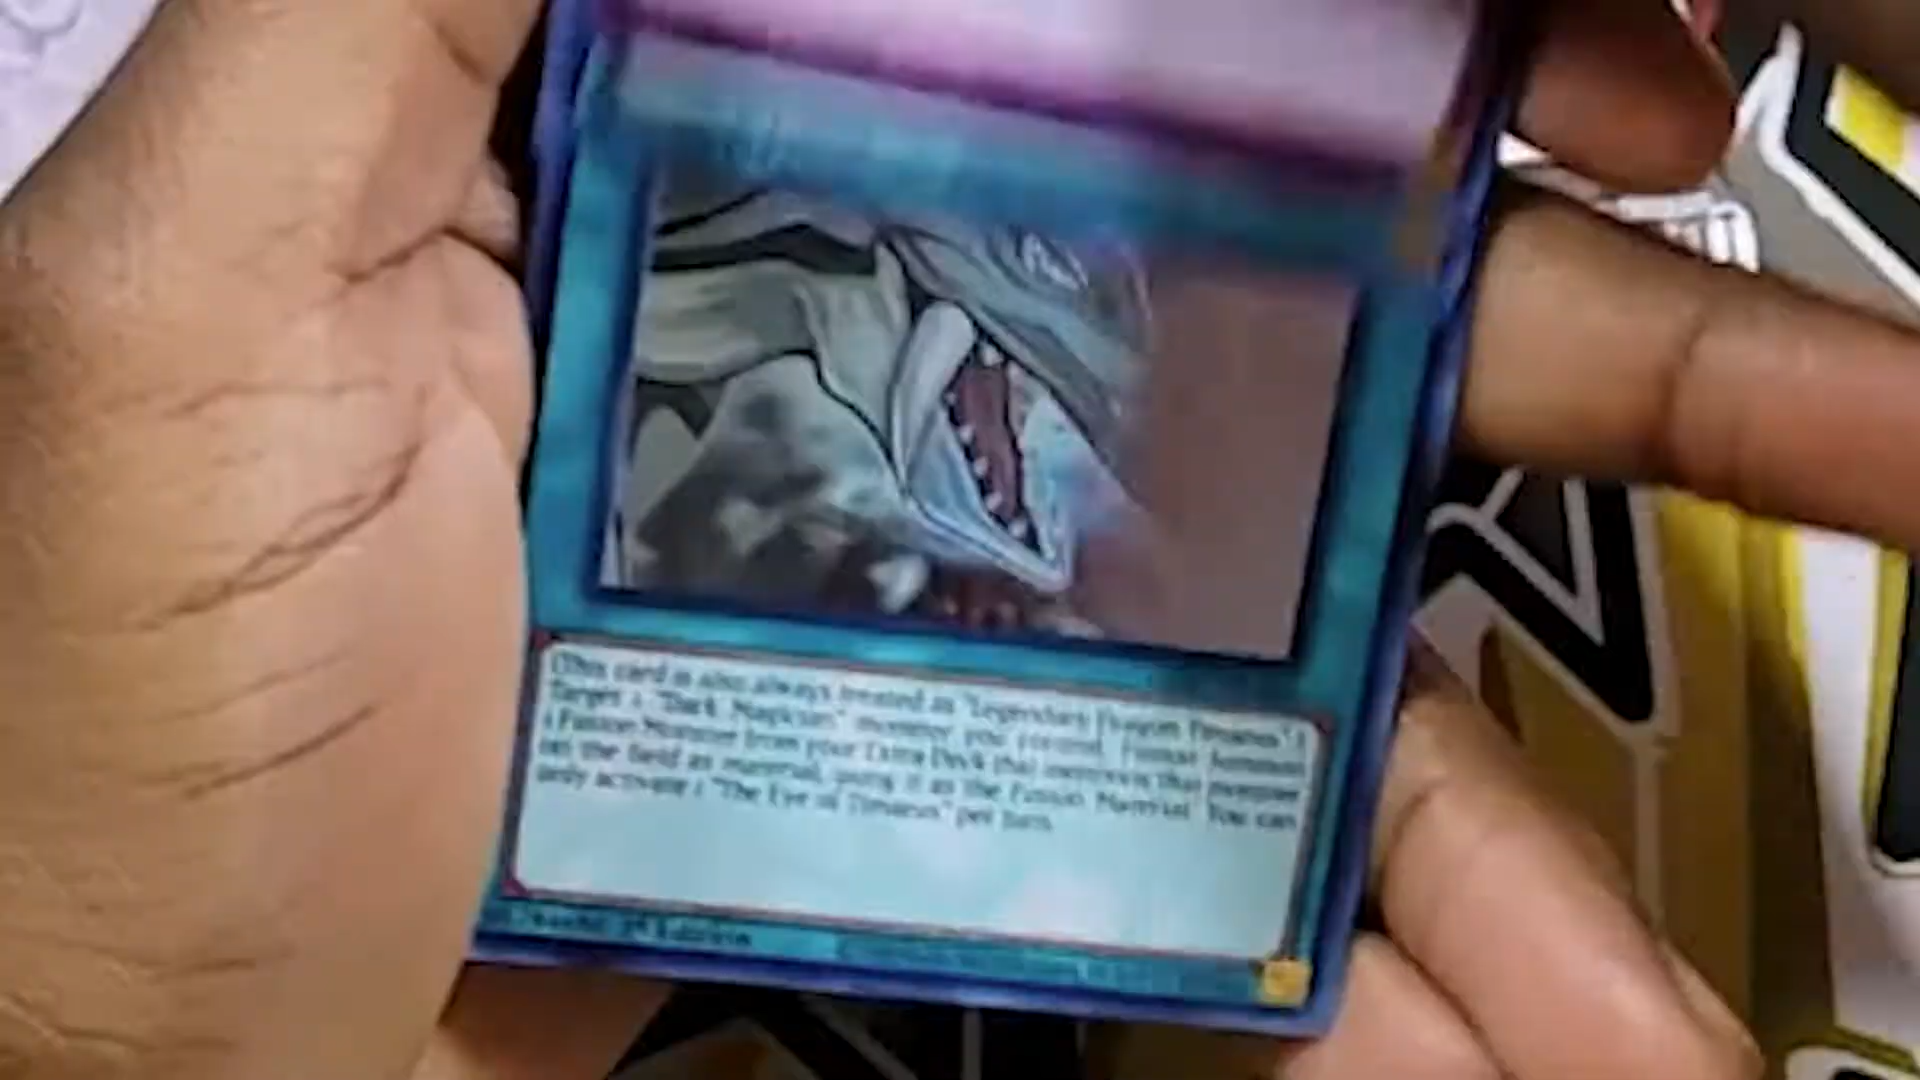 (This card is also always treated as "Legendary Dragon Timaeus".)
Target 1 "Dark Magician" monster you control; Fusion Summon
1 Fusion Monster from your Extra Deck that mentions that monster
on the field as material, using it as the Fusion Material. You can
only activate 1 "The Eye of Timaeus" per turn.
1st Edition